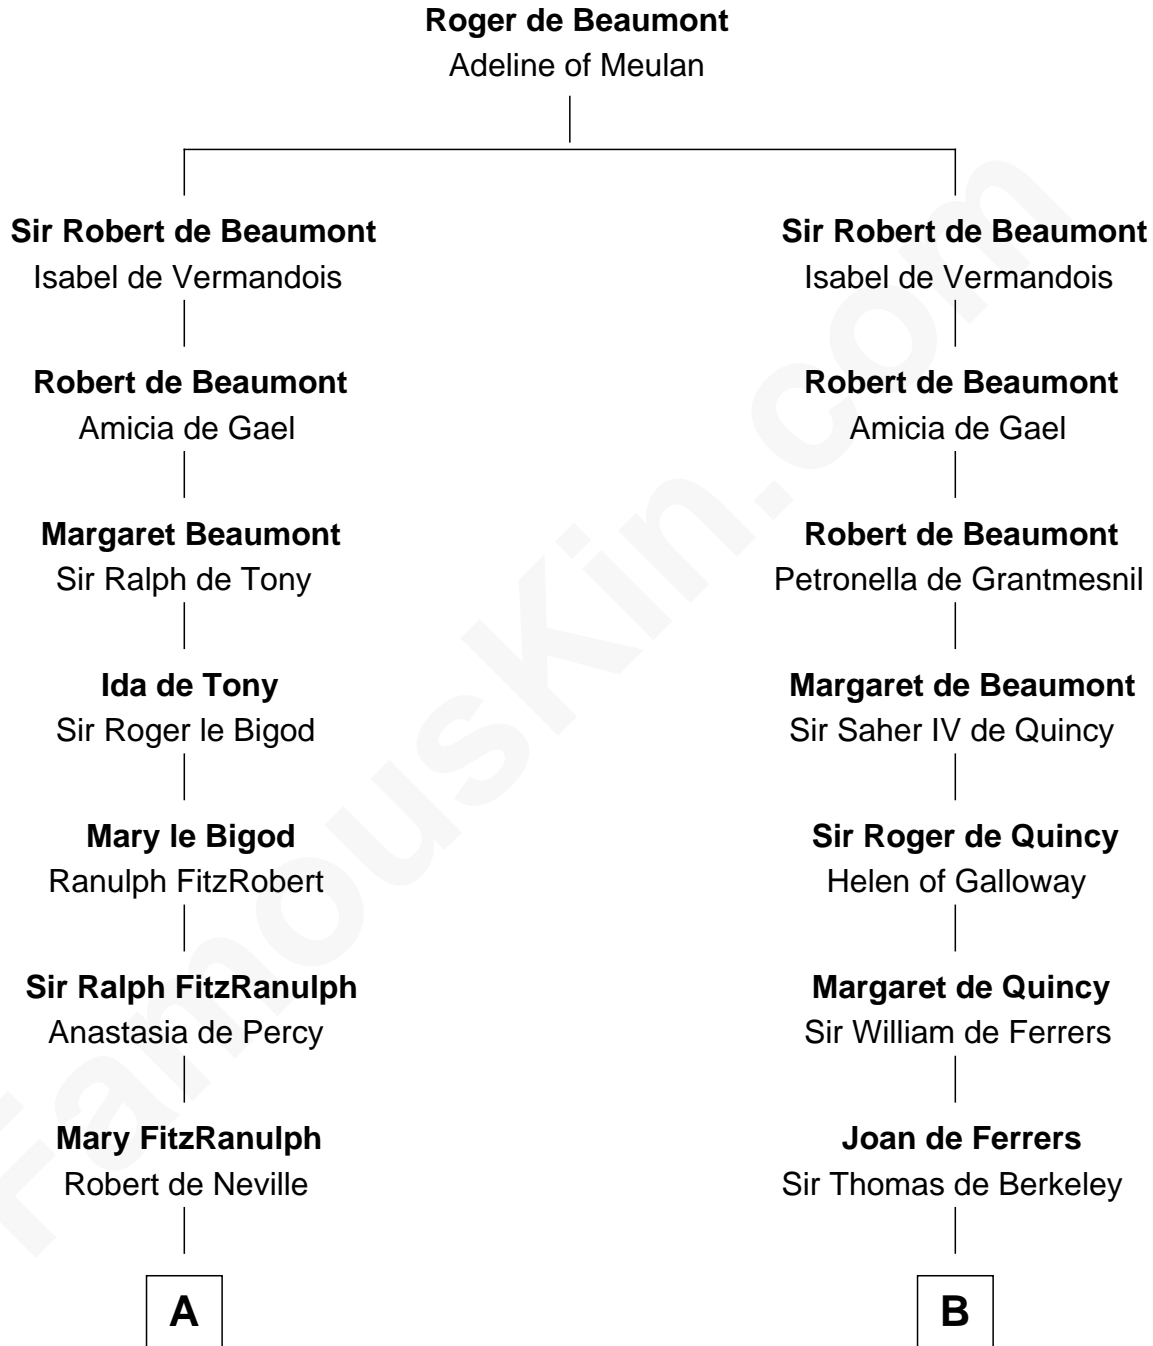 Roger de Beaumont
Adeline of Meulan
Sir Robert de Beaumont
Isabel de Vermandois
Sir Robert de Beaumont
Isabel de Vermandois
Robert de Beaumont
Amicia de Gael
Robert de Beaumont
Amicia de Gael
Margaret Beaumont
Sir Ralph de Tony
Robert de Beaumont
Petronella de Grantmesnil
Ida de Tony
Sir Roger le Bigod
Margaret de Beaumont
Sir Saher IV de Quincy
Mary le Bigod
Ranulph FitzRobert
Sir Roger de Quincy
Helen of Galloway
Sir Ralph FitzRanulph
Anastasia de Percy
Margaret de Quincy
Sir William de Ferrers
Mary FitzRanulph
Robert de Neville
Joan de Ferrers
Sir Thomas de Berkeley
A
B
FamousKin.com